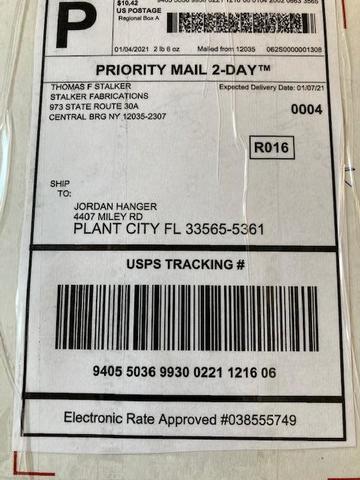 P
$10.42
US POSTAGE
Regional Box A
01/04/2021 2 lb 6 oz Mailed from 12035 062S0000001308
PRIORITY MAIL 2-DAY™
THOMAS F STALKER
STALKER FABRICATIONS
973 STATE ROUTE 30A
CENTRAL BRG NY 12035-2307
Expected Delivery Date: 01/07/21
0004
R016
SHIP
TO:
JORDAN HANGER
4407 MILEY RD
PLANT CITY FL 33565-5361
USPS TRACKING #
9405 5036 9930 0221 1216 06
Electronic Rate Approved #038555749